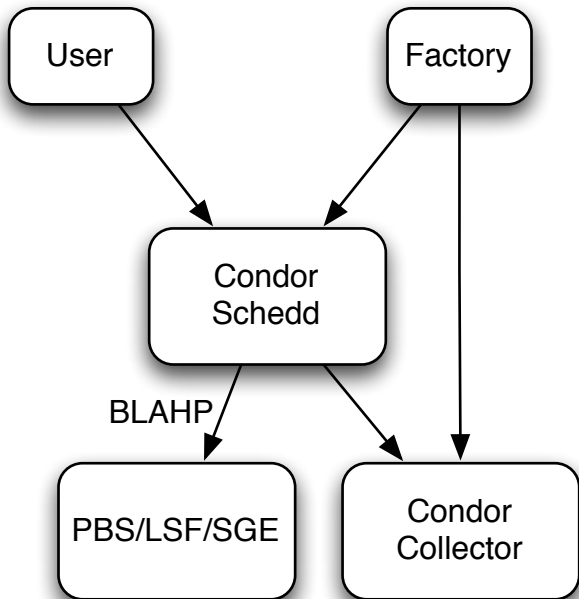 User
Factory
Condor
Schedd
BLAHP
PBS/LSF/SGE
Condor
Collector